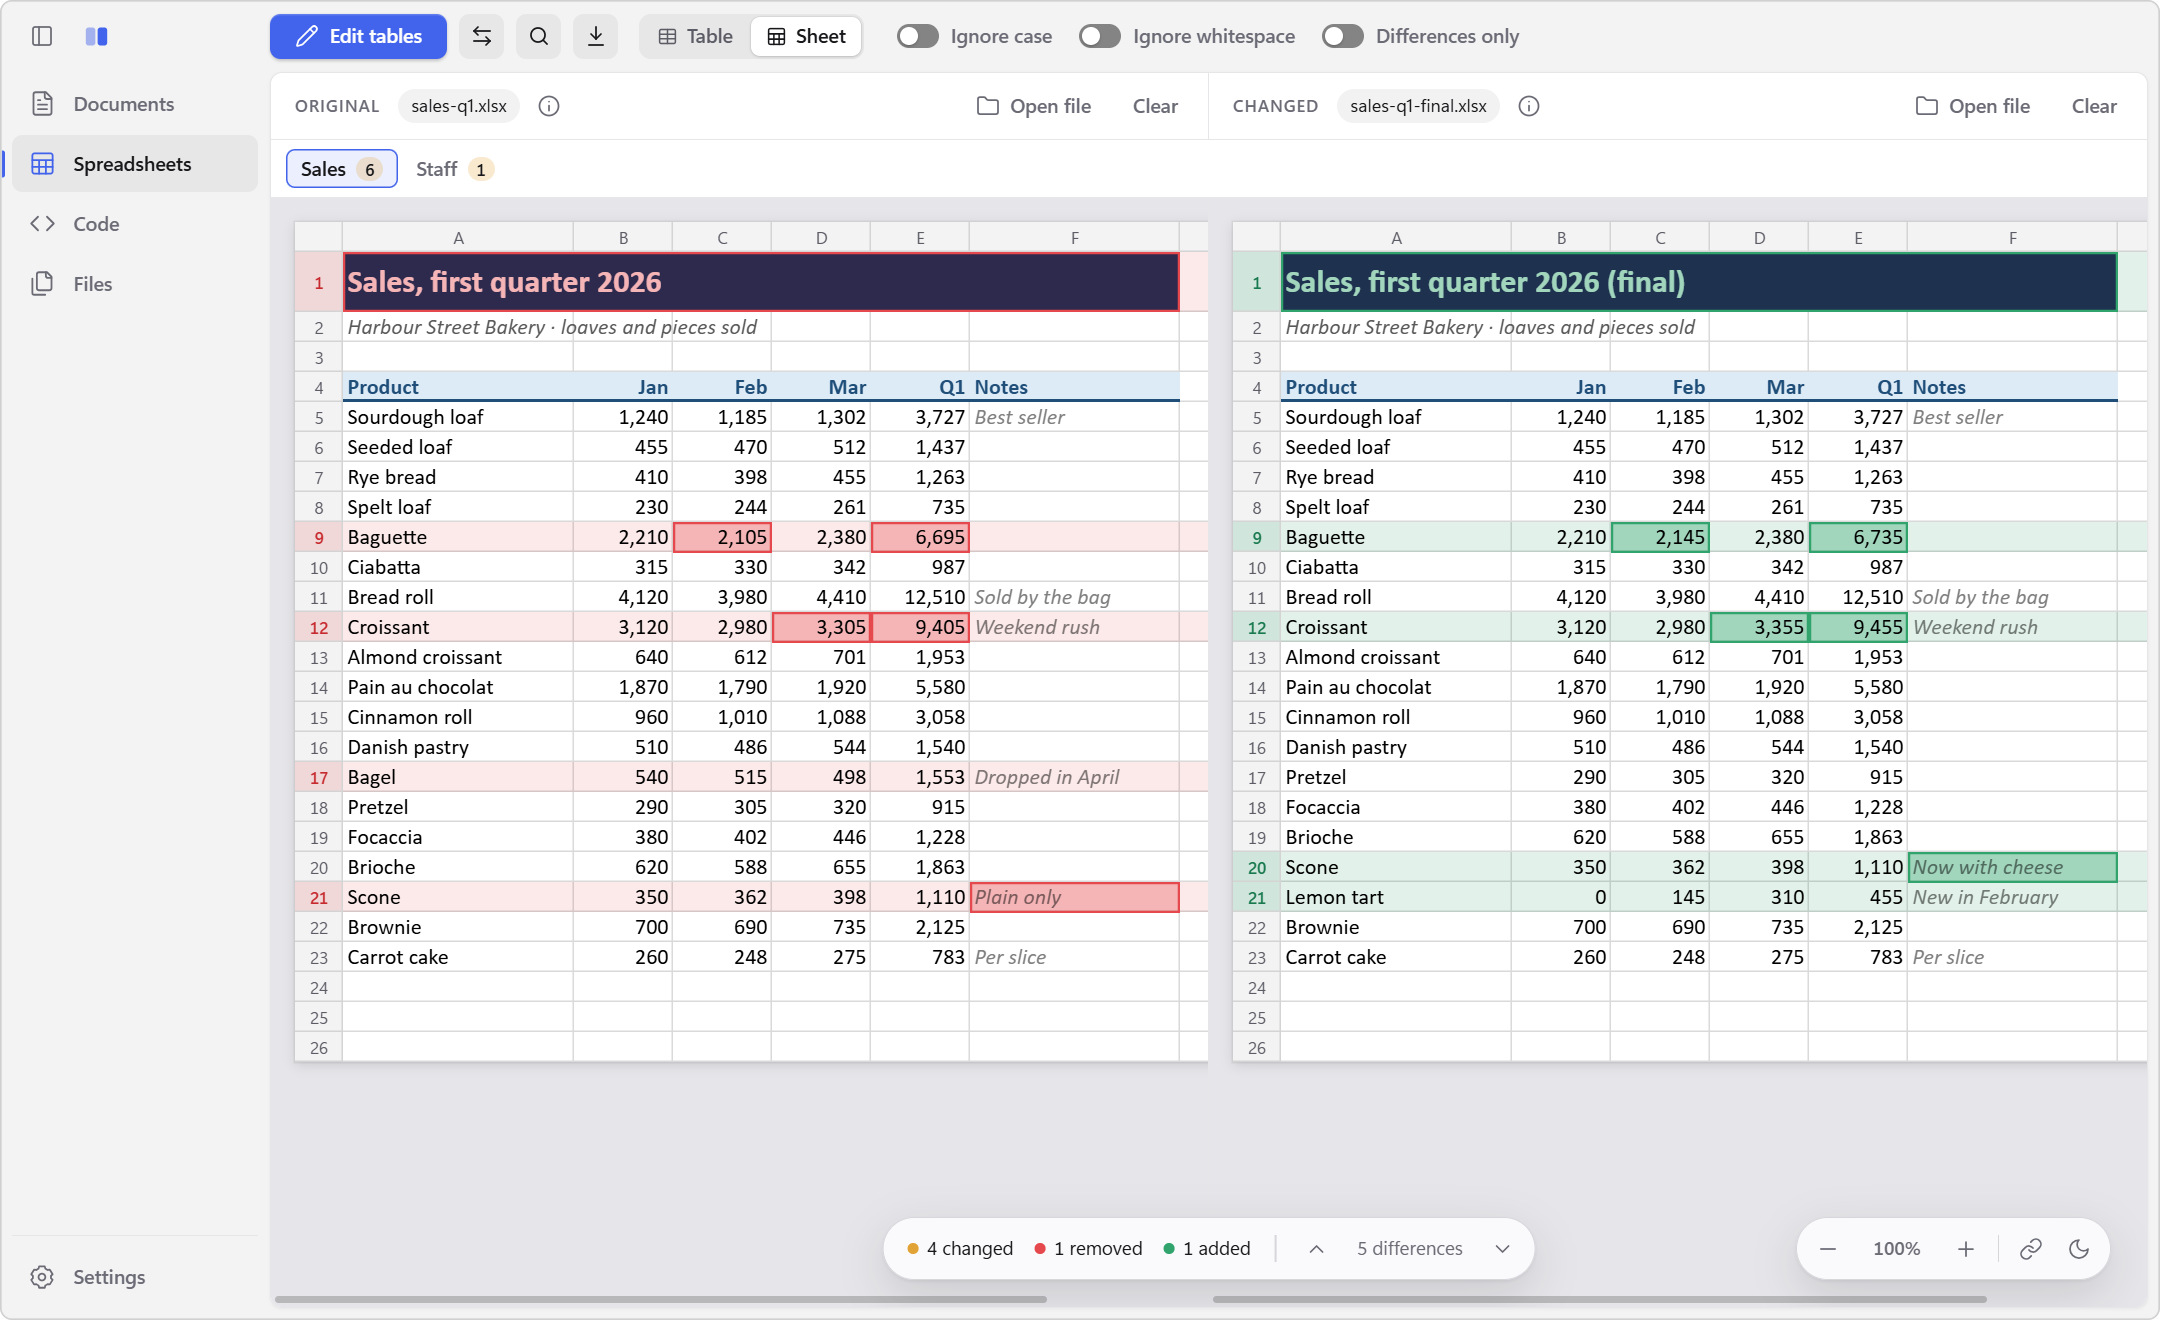 Edit tables
Table
Sheet
Ignore case
Ignore whitespace
Differences only
Documents
Spreadsheets
Code
Files
Settings
ORIGINAL sales-q1.xlsx Open file Clear
CHANGED sales-q1-final.xlsx Open file Clear
Sales 6 Staff 1
A B C D E F
1 Sales, first quarter 2026
2 Harbour Street Bakery · loaves and pieces sold
3
4 Product Jan Feb Mar Q1 Notes
5 Sourdough loaf 1,240 1,185 1,302 3,727 Best seller
6 Seeded loaf 455 470 512 1,437
7 Rye bread 410 398 455 1,263
8 Spelt loaf 230 244 261 735
9 Baguette 2,210 2,105 2,380 6,695
10 Ciabatta 315 330 342 987
11 Bread roll 4,120 3,980 4,410 12,510 Sold by the bag
12 Croissant 3,120 2,980 3,305 9,405 Weekend rush
13 Almond croissant 640 612 701 1,953
14 Pain au chocolat 1,870 1,790 1,920 5,580
15 Cinnamon roll 960 1,010 1,088 3,058
16 Danish pastry 510 486 544 1,540
17 Bagel 540 515 498 1,553 Dropped in April
18 Pretzel 290 305 320 915
19 Focaccia 380 402 446 1,228
20 Brioche 620 588 655 1,863
21 Scone 350 362 398 1,110 Plain only
22 Brownie 700 690 735 2,125
23 Carrot cake 260 248 275 783 Per slice
24
25
26
A B C D E F
1 Sales, first quarter 2026 (final)
2 Harbour Street Bakery · loaves and pieces sold
3
4 Product Jan Feb Mar Q1 Notes
5 Sourdough loaf 1,240 1,185 1,302 3,727 Best seller
6 Seeded loaf 455 470 512 1,437
7 Rye bread 410 398 455 1,263
8 Spelt loaf 230 244 261 735
9 Baguette 2,210 2,145 2,380 6,735
10 Ciabatta 315 330 342 987
11 Bread roll 4,120 3,980 4,410 12,510 Sold by the bag
12 Croissant 3,120 2,980 3,355 9,455 Weekend rush
13 Almond croissant 640 612 701 1,953
14 Pain au chocolat 1,870 1,790 1,920 5,580
15 Cinnamon roll 960 1,010 1,088 3,058
16 Danish pastry 510 486 544 1,540
17 Pretzel 290 305 320 915
18 Focaccia 380 402 446 1,228
19 Brioche 620 588 655 1,863
20 Scone 350 362 398 1,110 Now with cheese
21 Lemon tart 0 145 310 455 New in February
22 Brownie 700 690 735 2,125
23 Carrot cake 260 248 275 783 Per slice
24
25
26
4 changed 1 removed 1 added 5 differences
100%